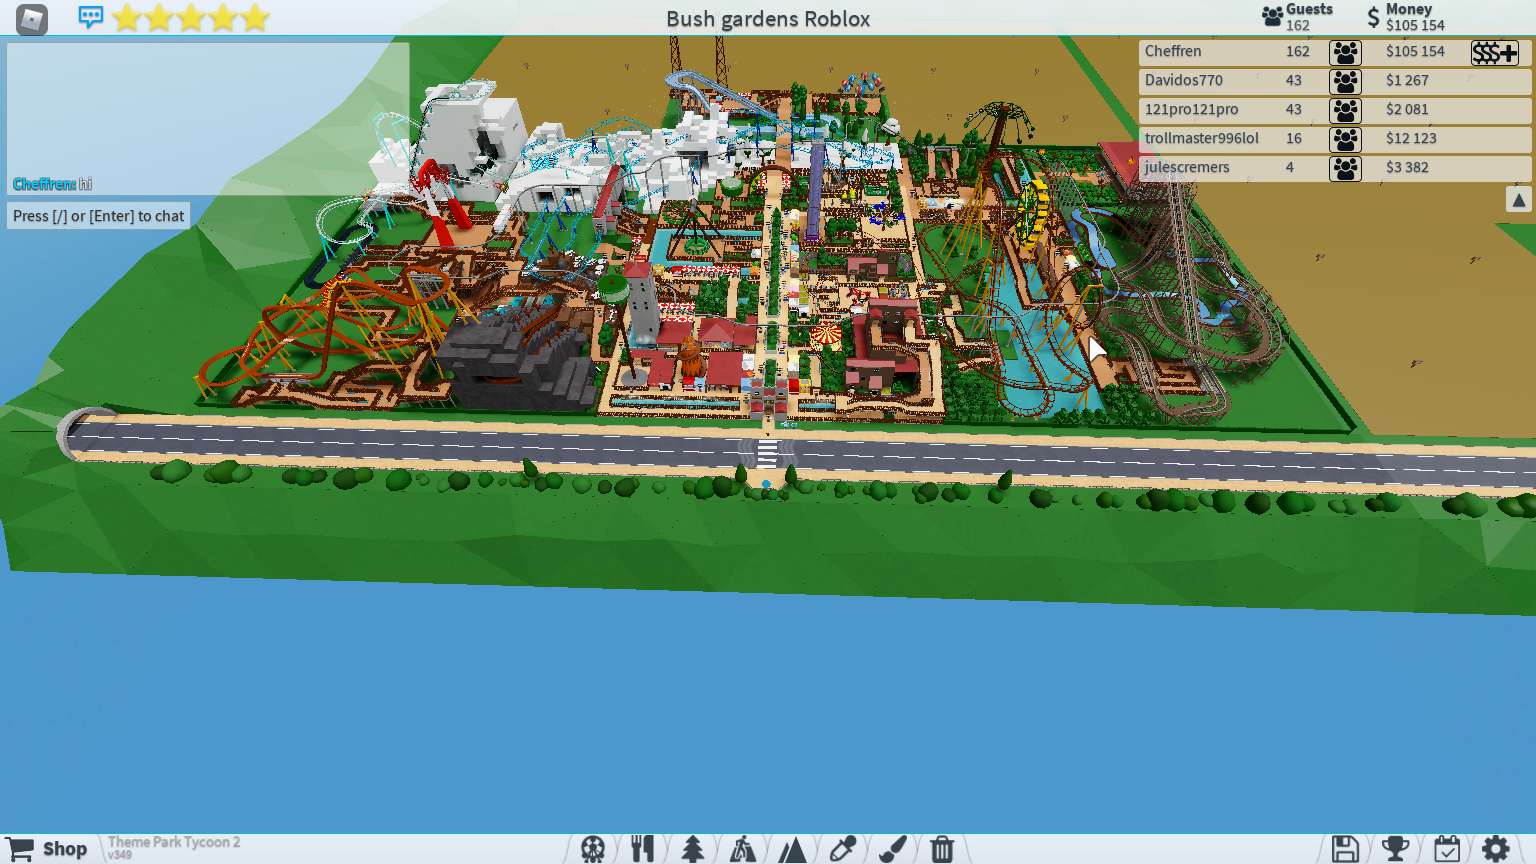 Bush gardens Roblox
Guests
162
Money
$105 154
Cheffren 162 $105 154 $$$+
Davidos770 43 $1 267
121pro121pro 43 $2 081
trollmaster996lol 16 $12 123
julescremers 4 $3 382
Cheffren: hi
Press [/] or [Enter] to chat
Shop
Theme Park Tycoon 2
v349